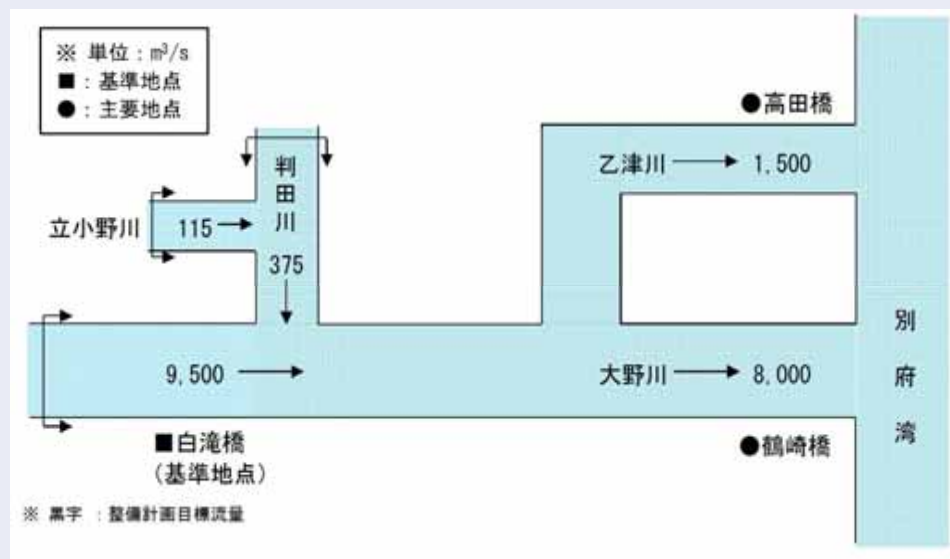 ※ 単位：m³/s
■：基準地点
●：主要地点
●高田橋
判田川
乙津川 → 1,500
立小野川
115 →
375
↓
別府湾
9,500 →
大野川 → 8,000
■白滝橋
（基準地点）
●鶴崎橋
※ 黒字 ：整備計画目標流量